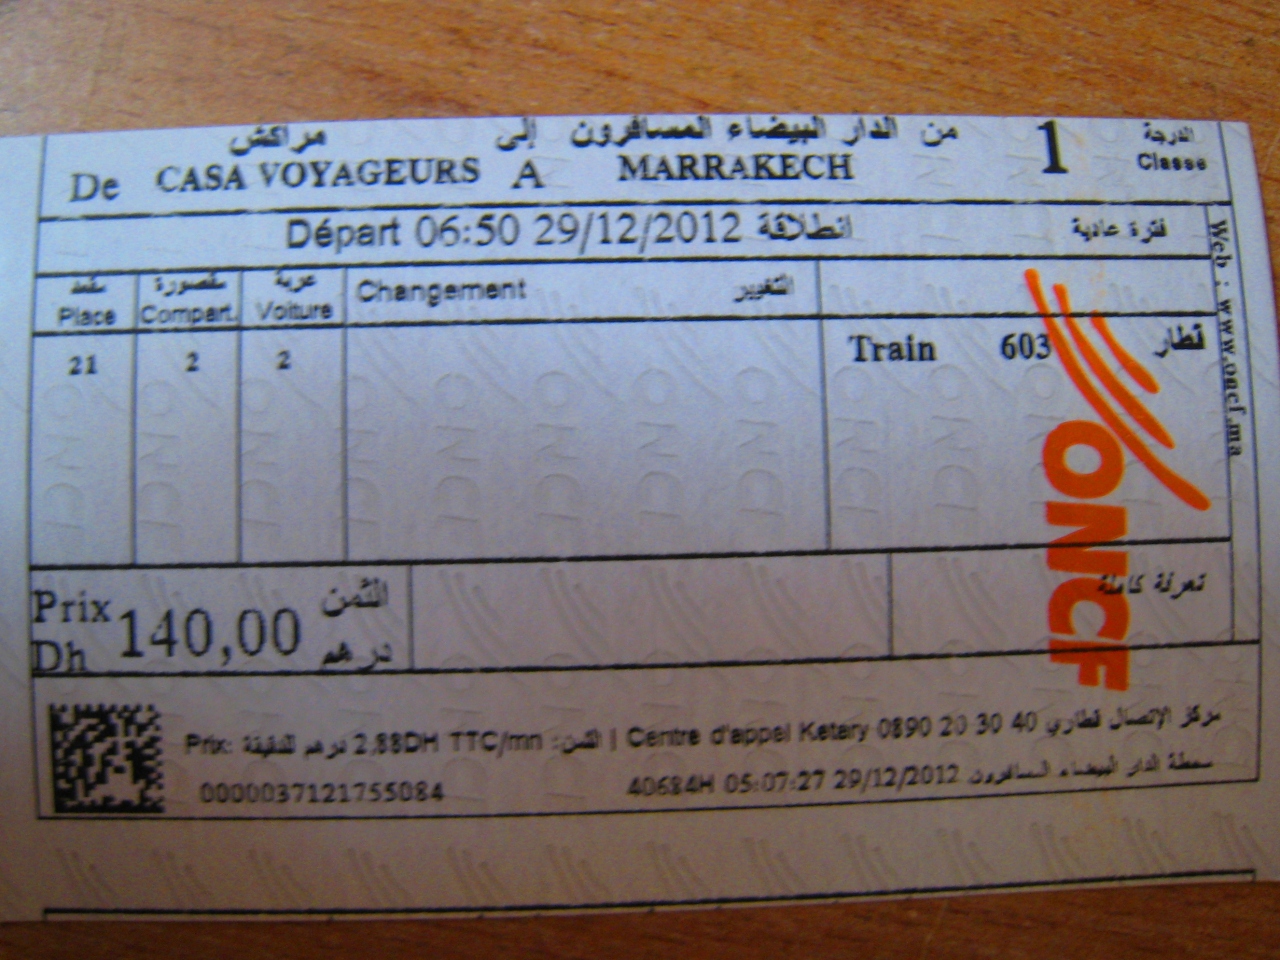 من الدار البيضاء المسافرون إلى مراكش
الدرجة
De CASA VOYAGEURS A MARRAKECH 1 Classe
Départ 06:50 29/12/2012 انطلاقة
فترة عادية
مقعد مقصورة عربة
Place Compart. Voiture Changement التغيير
21 2 2 Train 603 قطار
Web : www.oncf.ma
ONCF
Prix 140,00 الثمن
Dh درهم
تعرفة كاملة
Prix: 2,88DH TTC/mn درهم للدقيقة :الثمن | Centre d'appel Ketary 0890 20 30 40 مركز الإتصال قطاري
0000037121755084 40684H 05:07:27 29/12/2012 محطة الدار البيضاء المسافرون